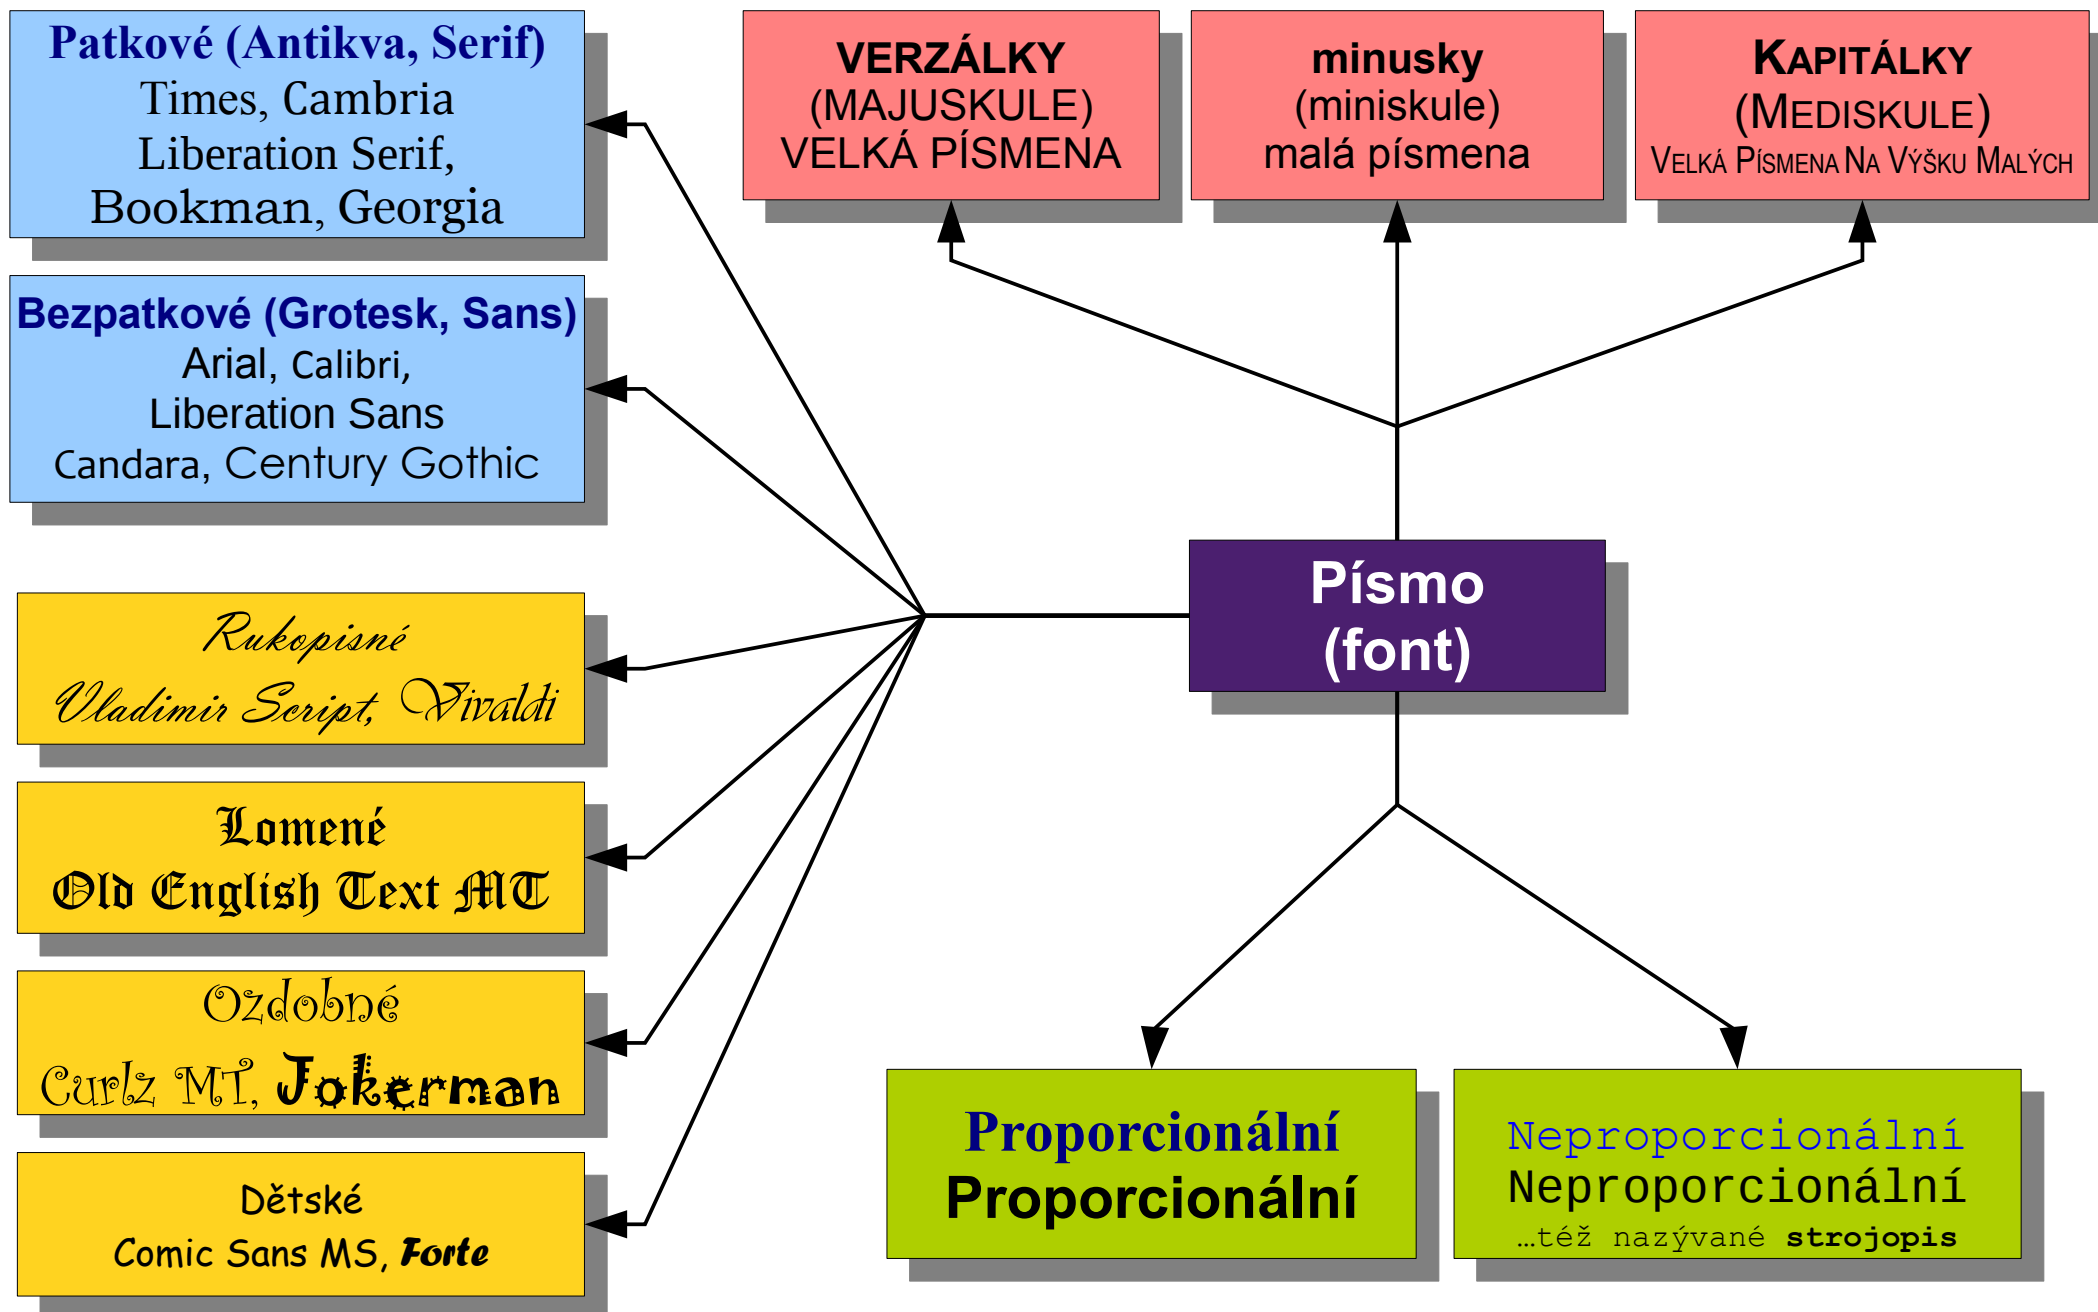 Patkové (Antikva, Serif)
Times, Cambria
Liberation Serif,
Bookman, Georgia
Bezpatkové (Grotesk, Sans)
Arial, Calibri,
Liberation Sans
Candara, Century Gothic
Rukopisné
Vladimir Script, Vivaldi
Lomené
Old English Text MT
Ozdobné
Curlz MT, Jokerman
Dětské
Comic Sans MS, Forte
VERZÁLKY
(MAJUSKULE)
VELKÁ PÍSMENA
minusky
(miniskule)
malá písmena
KAPITÁLKY
(MEDISKULE)
VELKÁ PÍSMENA NA VÝŠKU MALÝCH
Písmo
(font)
Proporcionální
Proporcionální
Neproporcionální
Neproporcionální
…též nazývané strojopis